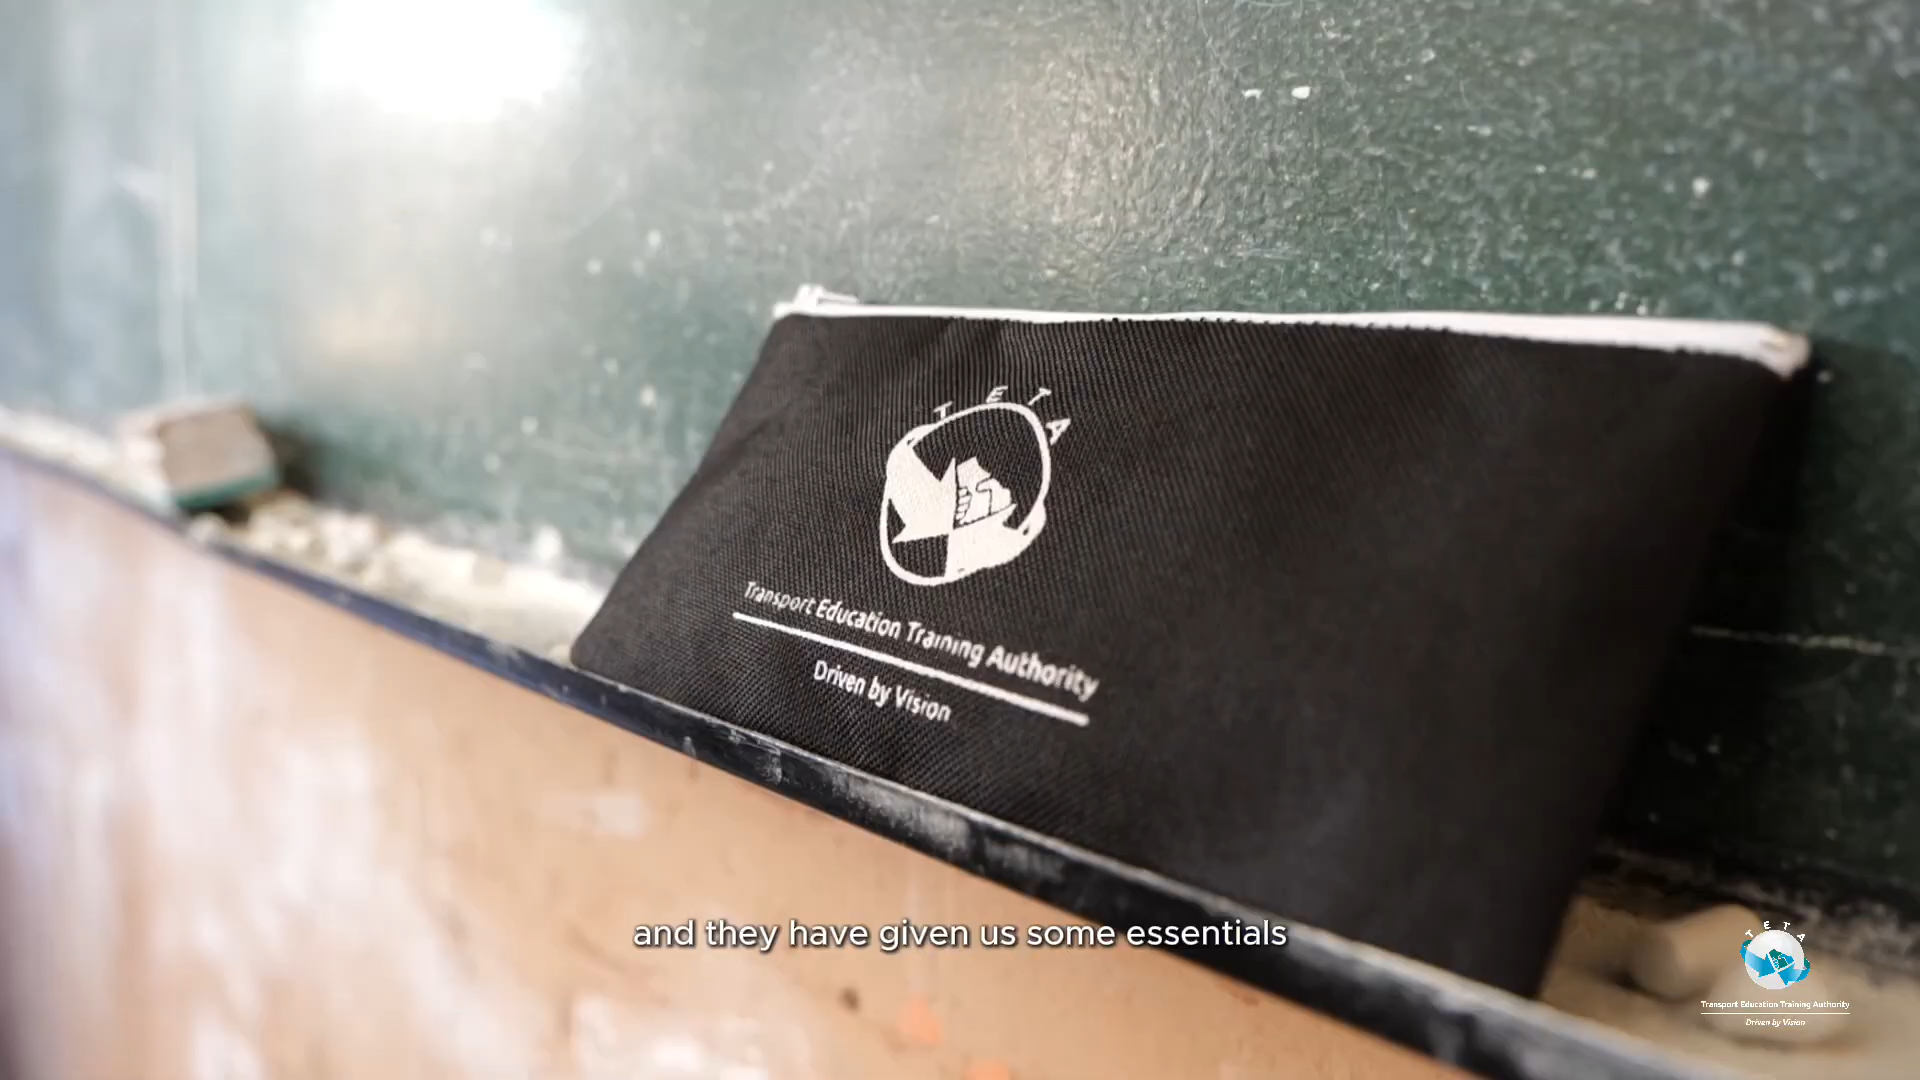 TETA
Transport Education Training Authority
Driven by Vision
and they have given us some essentials
TETA
Transport Education Training Authority
Driven by Vision